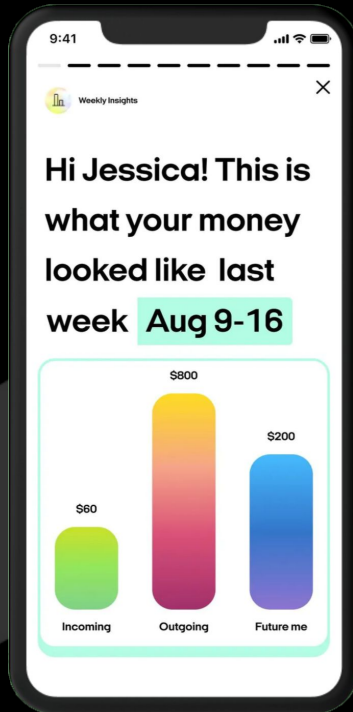 9:41
Weekly Insights
Hi Jessica! This is
what your money
looked like last
week Aug 9-16
$800
$200
$60
Incoming Outgoing Future me